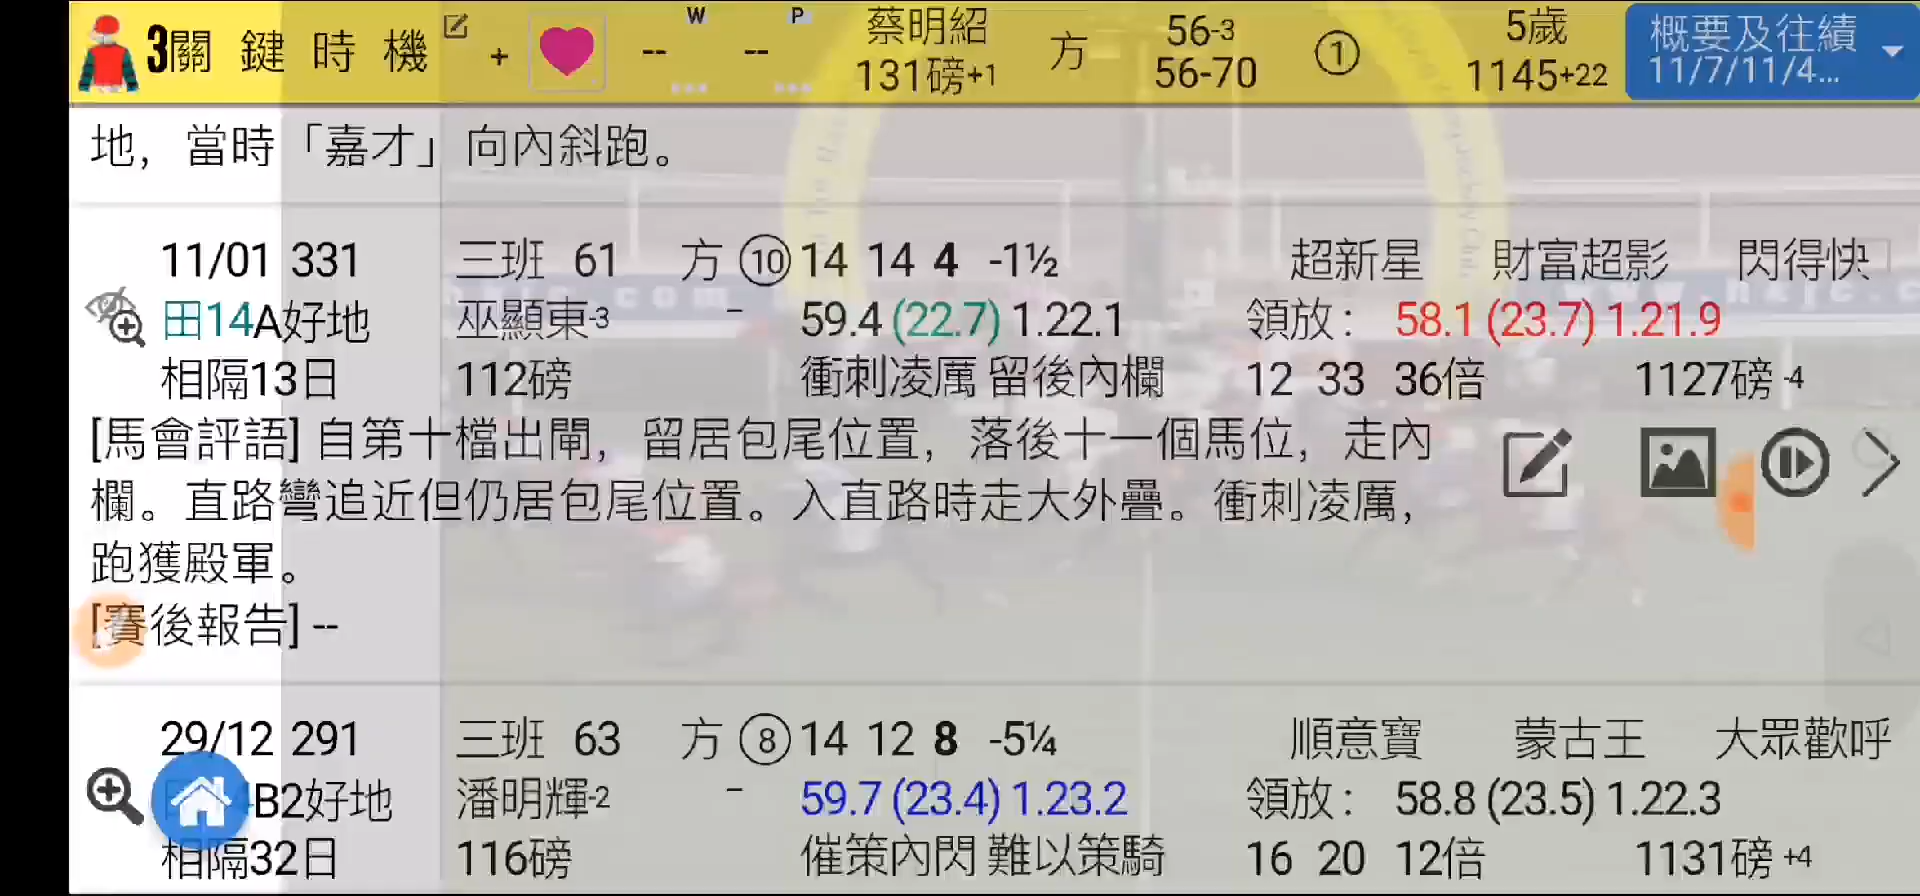 3關鍵時機 + -- W -- P 蔡明紹 方 56-3 ① 5歲 概要及往績
131磅+1 56-70 1145+22 11/7/11/4...
地，當時「嘉才」向內斜跑。
11/01 331 三班 61 方 ⑩ 14 14 4 -1½ 超新星 財富超影 閃得快
田14A好地 巫顯東-3 - 59.4 (22.7) 1.22.1 領放： 58.1 (23.7) 1.21.9
相隔13日 112磅 衝刺凌厲 留後內欄 12 33 36倍 1127磅 -4
[馬會評語] 自第十檔出閘，留居包尾位置，落後十一個馬位，走內
欄。直路彎追近但仍居包尾位置。入直路時走大外疊。衝刺凌厲，
跑獲殿軍。
[賽後報告] --
29/12 291 三班 63 方 ⑧ 14 12 8 -5¼ 順意寶 蒙古王 大眾歡呼
B2好地 潘明輝-2 - 59.7 (23.4) 1.23.2 領放： 58.8 (23.5) 1.22.3
相隔32日 116磅 催策內閃 難以策騎 16 20 12倍 1131磅 +4